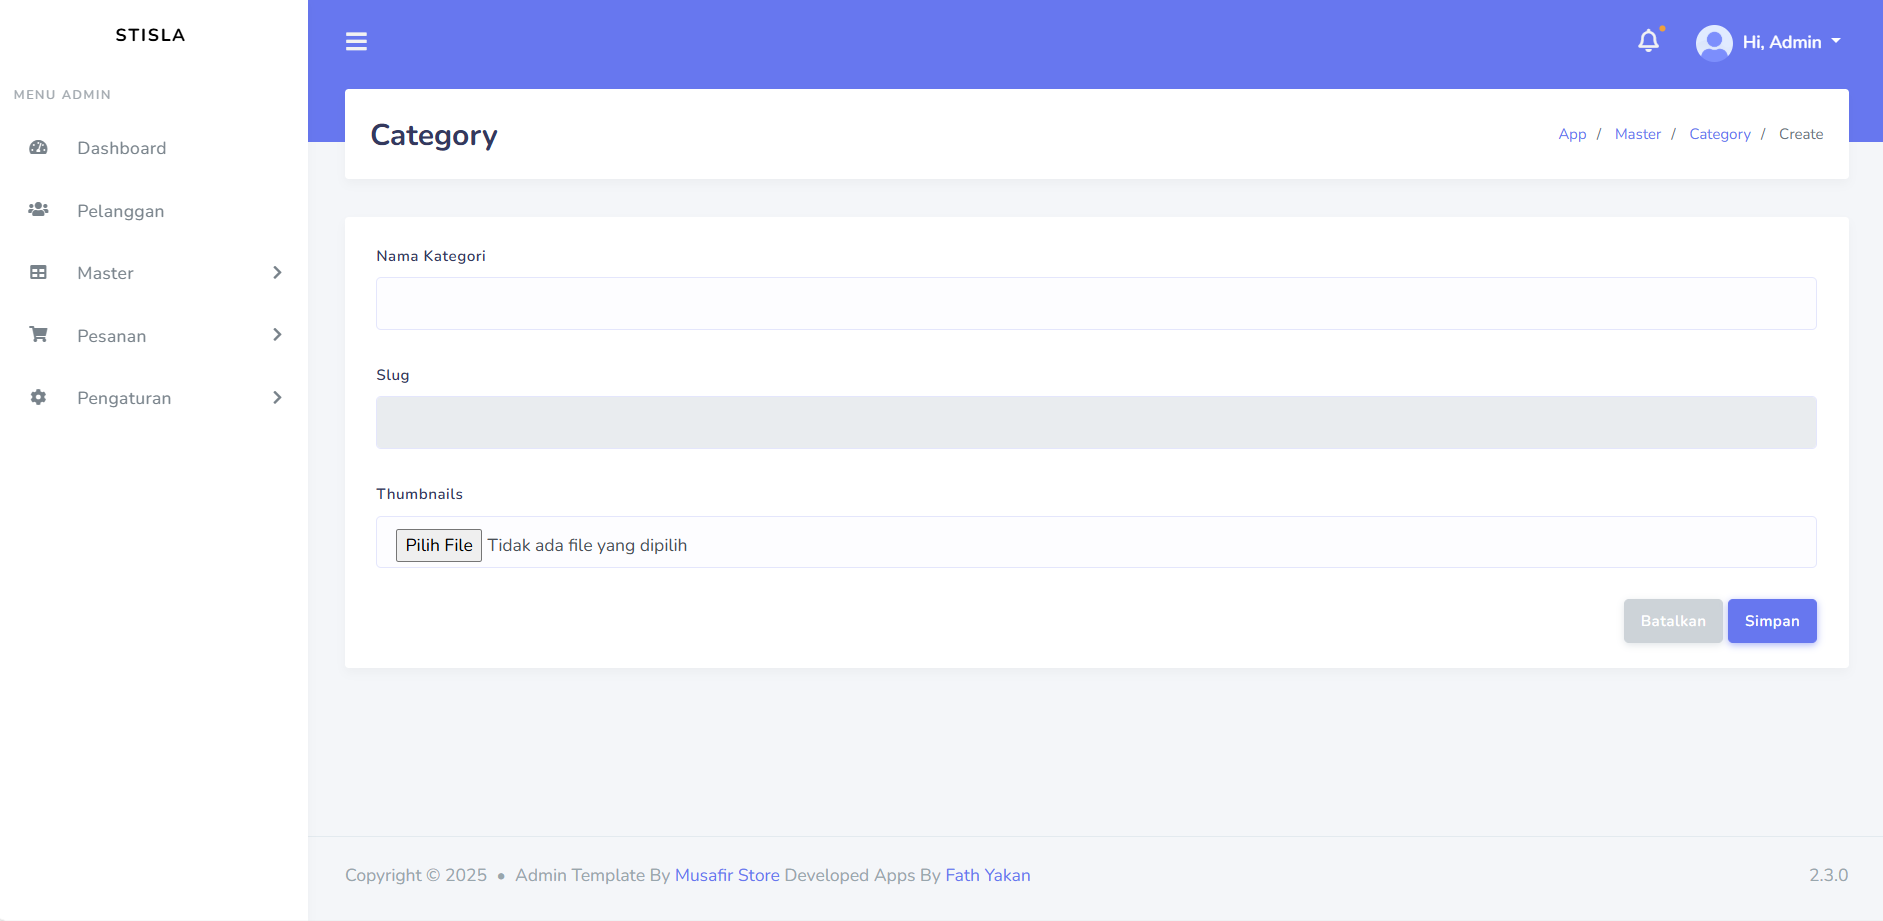 STISLA
Hi, Admin
MENU ADMIN
Dashboard
Pelanggan
Master
Pesanan
Pengaturan
Category
App / Master / Category / Create
Nama Kategori
Slug
Thumbnails
Pilih File Tidak ada file yang dipilih
Batalkan Simpan
Copyright © 2025 • Admin Template By Musafir Store Developed Apps By Fath Yakan
2.3.0